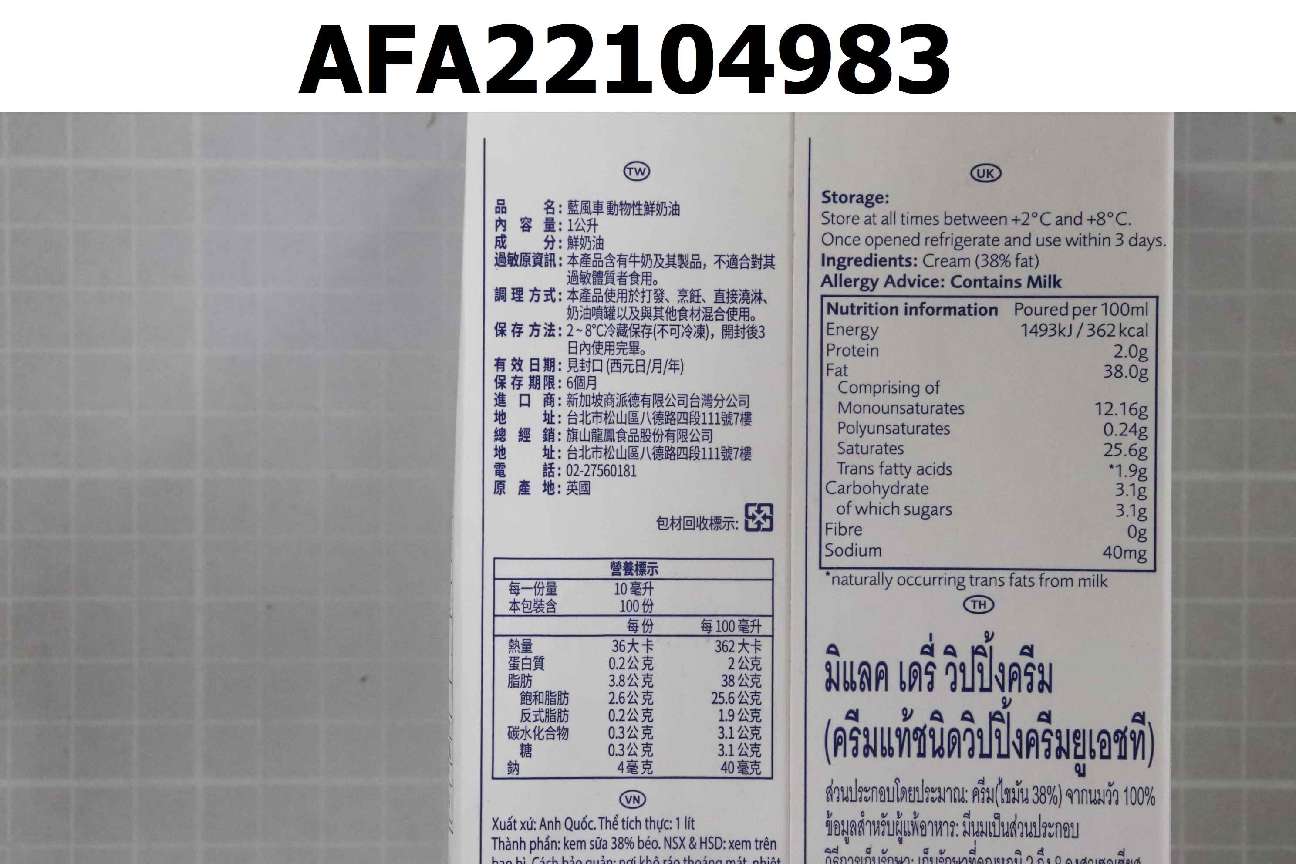 AFA22104983
TW
品名：藍風車 動物性鮮奶油
內容量：1公升
成分：鮮奶油
過敏原資訊：本產品含有牛奶及其製品，不適合對其
過敏體質者食用。
調理方式：本產品使用於打發、烹飪、直接澆淋、
奶油噴罐以及與其他食材混合使用。
保存方法：2~8°C冷藏保存(不可冷凍)，開封後3
日內使用完畢。
有效日期：見封口(西元日/月/年)
保存期限：6個月
進口商：新加坡商派德有限公司台灣分公司
地址：台北市松山區八德路四段111號7樓
總經銷：旗山龍鳳食品股份有限公司
地址：台北市松山區八德路四段111號7樓
電話：02-27560181
原產地：英國
包材回收標示:
營養標示
每一份量 10毫升
本包裝含 100份
每份 每100毫升
熱量 36大卡 362大卡
蛋白質 0.2公克 2公克
脂肪 3.8公克 38公克
飽和脂肪 2.6公克 25.6公克
反式脂肪 0.2公克 1.9公克
碳水化合物 0.3公克 3.1公克
糖 0.3公克 3.1公克
鈉 4毫克 40毫克
VN
Xuất xứ: Anh Quốc. Thể tích thực: 1 lít
Thành phần: kem sữa 38% béo. NSX & HSD: xem trên
bao bì. Cách bảo quản: nơi khô ráo thoáng mát, nhiệt
UK
Storage:
Store at all times between +2°C and +8°C.
Once opened refrigerate and use within 3 days.
Ingredients: Cream (38% fat)
Allergy Advice: Contains Milk
Nutrition information Poured per 100ml
Energy 1493kJ / 362 kcal
Protein 2.0g
Fat 38.0g
Comprising of
Monounsaturates 12.16g
Polyunsaturates 0.24g
Saturates 25.6g
Trans fatty acids *1.9g
Carbohydrate 3.1g
of which sugars 3.1g
Fibre 0g
Sodium 40mg
*naturally occurring trans fats from milk
TH
มิแลค เดรี่ วิปปิ้งครีม
(ครีมแท้ชนิดวิปปิ้งครีมยูเอชที)
ส่วนประกอบโดยประมาณ: ครีม(ไขมัน 38%) จากนมวัว 100%
ข้อมูลสำหรับผู้แพ้อาหาร: มีนมเป็นส่วนประกอบ